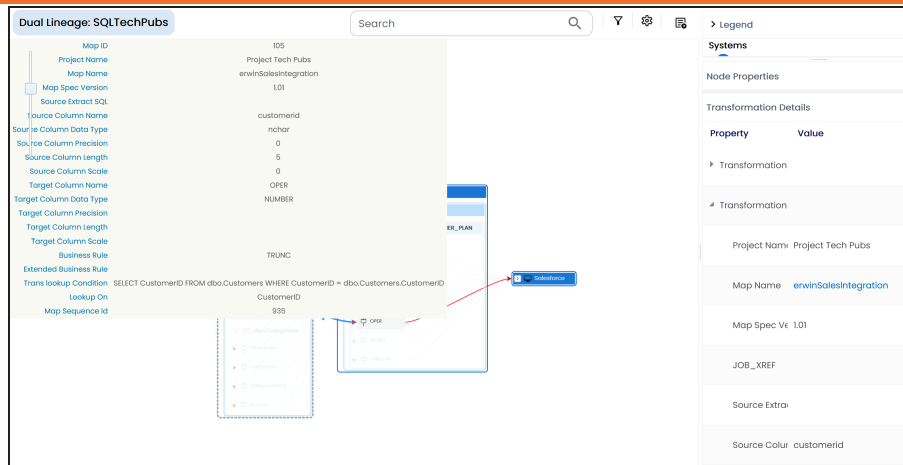 Dual Lineage: SQLTechPubs
Search
Map ID 105
Project Name Project Tech Pubs
Map Name erwinSalesIntegration
Map Spec Version 1.01
Source Extract SQL
Source Column Name customerid
Source Column Data Type nchar
Source Column Precision 0
Source Column Length 5
Source Column Scale 0
Target Column Name OPER
Target Column Data Type NUMBER
Target Column Precision
Target Column Length
Target Column Scale
Business Rule TRUNC
Extended Business Rule
Trans lookup Condition SELECT CustomerID FROM dbo.Customers WHERE CustomerID = dbo.Customers.CustomerID
Lookup On CustomerID
Map Sequence Id 935
ER_PLAN
Salesforce
OPER
dbo.Categories
Legend
Systems
Node Properties
Transformation Details
Property Value
Transformation
Transformation
Project Name Project Tech Pubs
Map Name erwinSalesIntegration
Map Spec Ve 1.01
JOB_XREF
Source Extra
Source Colur customerid